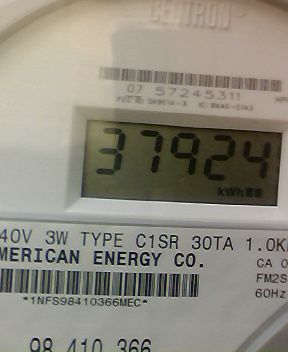 CENTRON®
07 57245311
37924
kWh
40V 3W TYPE C1SR 30TA 1.0K
MERICAN ENERGY CO.
CA 0
FM2S
60Hz
*1NFS98410366MEC*
98 410 366